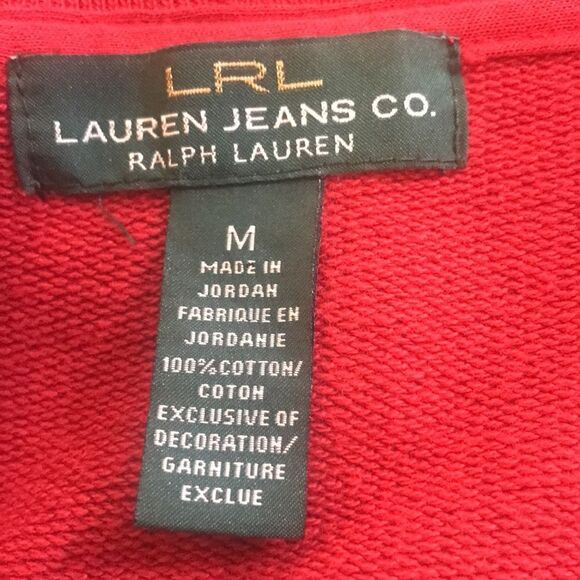 LRL
LAUREN JEANS CO.
RALPH LAUREN
M
MADE IN
JORDAN
FABRIQUE EN
JORDANIE
100% COTTON/
COTON
EXCLUSIVE OF
DECORATION/
GARNITURE
EXCLUE